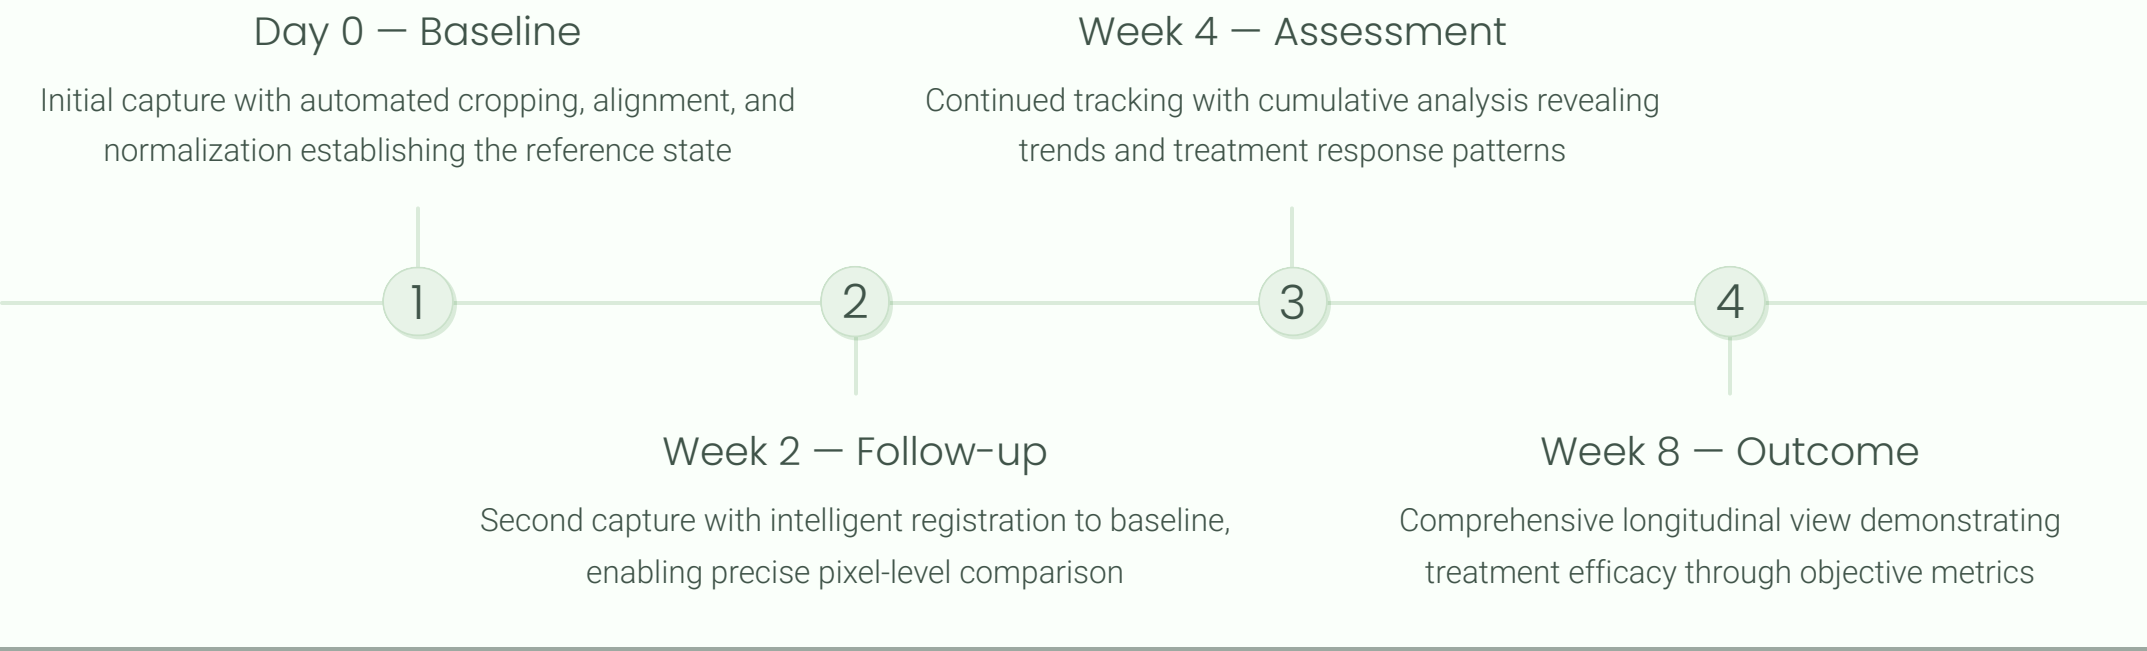 Day 0 — Baseline
Initial capture with automated cropping, alignment, and
normalization establishing the reference state
Week 4 — Assessment
Continued tracking with cumulative analysis revealing
trends and treatment response patterns
1
2
3
4
Week 2 — Follow-up
Second capture with intelligent registration to baseline,
enabling precise pixel-level comparison
Week 8 — Outcome
Comprehensive longitudinal view demonstrating
treatment efficacy through objective metrics